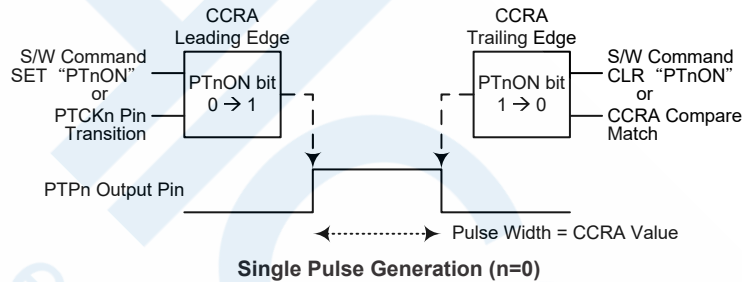 CCRA
Leading Edge
CCRA
Trailing Edge
S/W Command
SET “PTnON”
or
PTCKn Pin
Transition
PTnON bit
0 → 1
PTnON bit
1 → 0
S/W Command
CLR “PTnON”
or
CCRA Compare
Match
PTPn Output Pin
Pulse Width = CCRA Value
Single Pulse Generation (n=0)